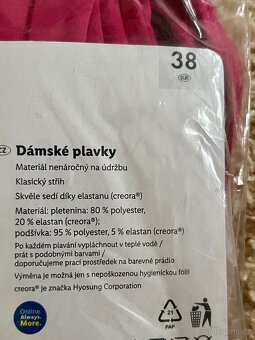 38
EUR
CZ Dámské plavky
Materiál nenáročný na údržbu
Klasický střih
Skvěle sedí díky elastanu (creora®)
Materiál: pletenina: 80 % polyester,
20 % elastan (creora®);
podšívka: 95 % polyester, 5 % elastan (creora®)
Po každém plavání vypláchnout v teplé vodě /
prát s podobnými barvami /
doporučujeme prací prostředek na barevné prádlo
Výměna je možná jen s nepoškozenou hygienickou fólií
creora® je značka Hyosung Corporation
Online
Always.
More.
21
PAP